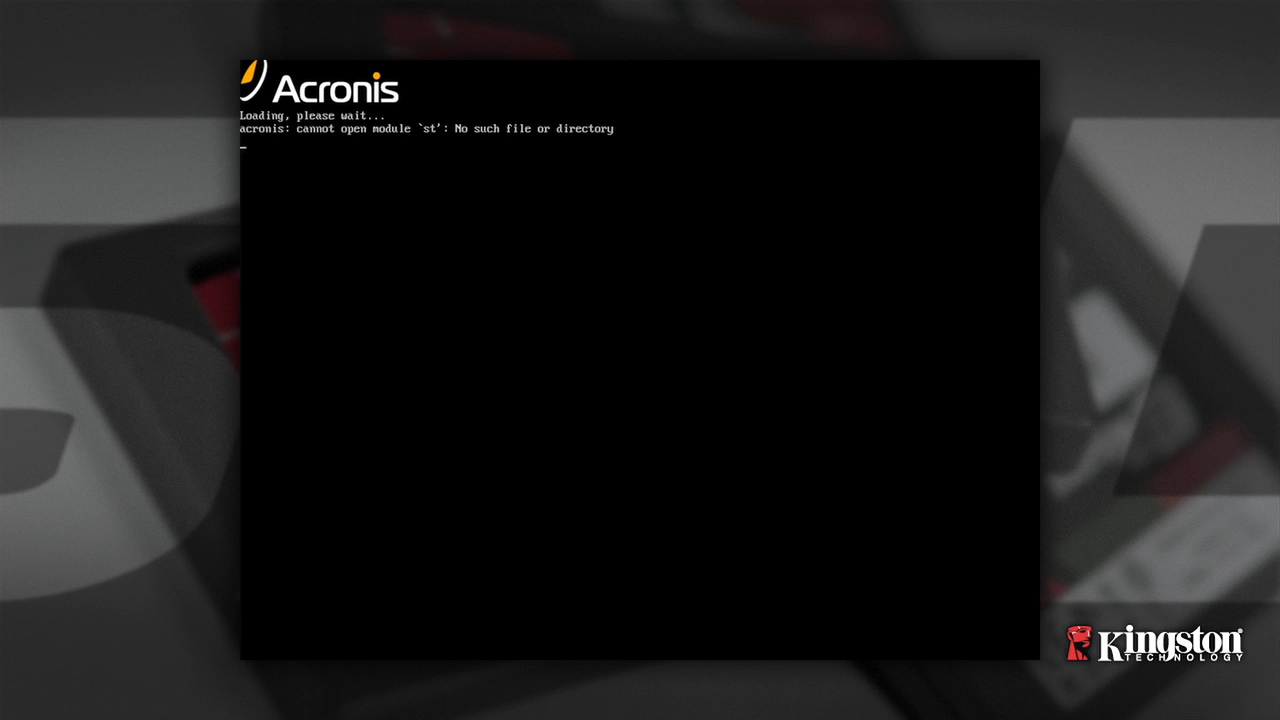 Acronis
Loading, please wait...
acronis: cannot open module `st': No such file or directory
_
Kingston®
TECHNOLOGY